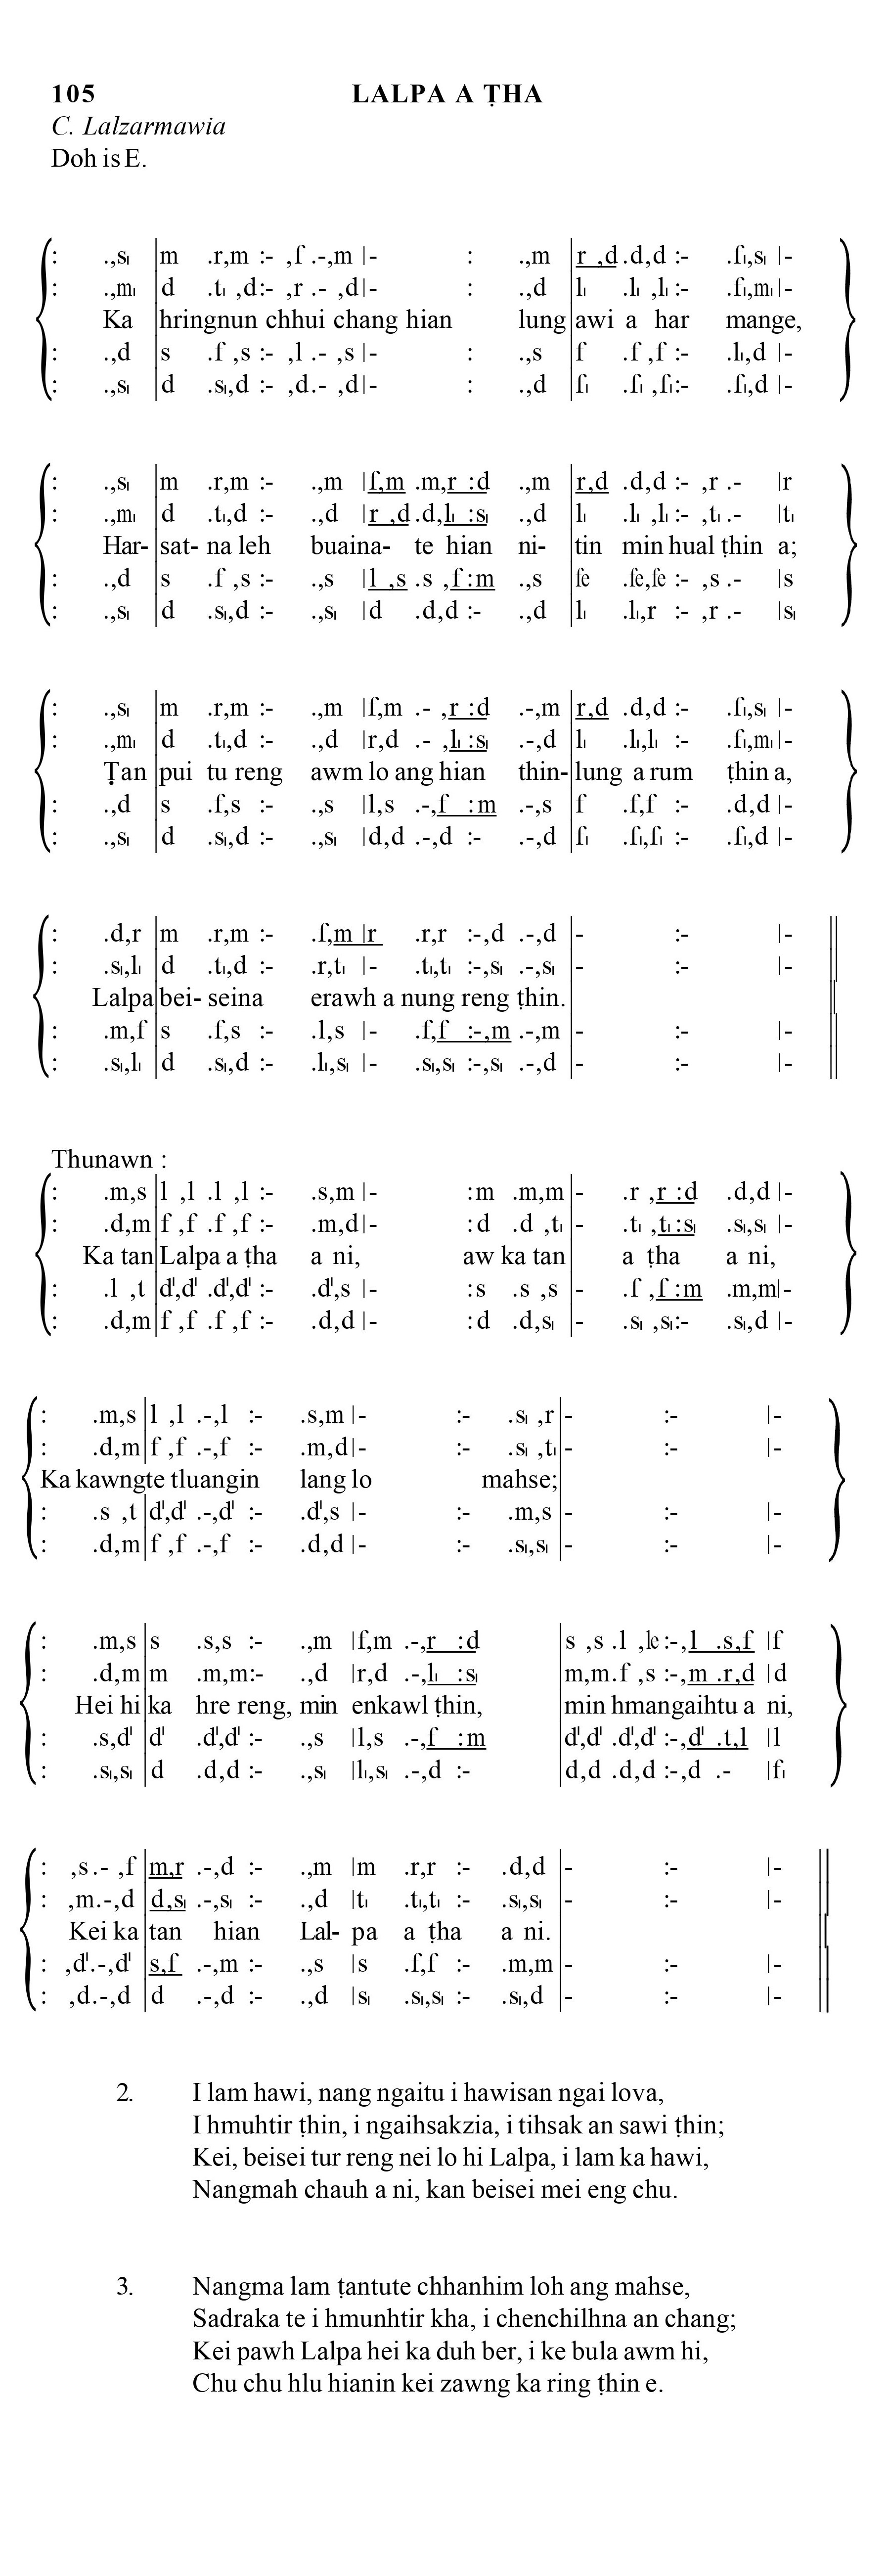 105 LALPA A ṬHA
C. Lalzarmawia
Doh is E.
: .,s₁ |m .r,m :- ,f .-,m |- : .,m |r ,d .d,d :- .f₁,s₁ |-
: .,m₁ |d .t₁ ,d :- ,r .- ,d |- : .,d |l₁ .l₁ ,l₁ :- .f₁,m₁ |-
Ka hringnun chhui chang hian lung awi a har mange,
: .,d |s .f ,s :- ,l .- ,s |- : .,s |f .f ,f :- .l₁,d |-
: .,s₁ |d .s₁,d :- ,d .- ,d |- : .,d |f₁ .f₁ ,f₁ :- .f₁,d |-
: .,s₁ |m .r,m :- .,m |f,m .m,r :d .,m |r,d .d,d :- ,r .- |r
: .,m₁ |d .t₁,d :- .,d |r ,d .d,l₁ :s₁ .,d |l₁ .l₁ ,l₁ :- ,t₁ .- |t₁
Har- sat- na leh buaina- te hian ni- tin min hual ṭhin a;
: .,d |s .f ,s :- .,s |l ,s .s ,f :m .,s |fe .fe,fe :- ,s .- |s
: .,s₁ |d .s₁,d :- .,s₁ |d .d,d :- .,d |l₁ .l₁,r :- ,r .- |s₁
: .,s₁ |m .r,m :- .,m |f,m .- ,r :d .-,m |r,d .d,d :- .f₁,s₁ |-
: .,m₁ |d .t₁,d :- .,d |r,d .- ,l₁ :s₁ .-,d |l₁ .l₁,l₁ :- .f₁,m₁ |-
Ṭan pui tu reng awm lo ang hian thin- lung a rum ṭhin a,
: .,d |s .f,s :- .,s |l,s .-,f :m .-,s |f .f,f :- .d,d |-
: .,s₁ |d .s₁,d :- .,s₁ |d,d .-,d :- .-,d |f₁ .f₁,f₁ :- .f₁,d |-
: .d,r |m .r,m :- .f,m |r .r,r :-,d .-,d |- :- |-
: .s₁,l₁ |d .t₁,d :- .r,t₁ |- .t₁,t₁ :-,s₁ .-,s₁ |- :- |-
Lalpa bei- seina erawh a nung reng ṭhin.
: .m,f |s .f,s :- .l,s |- .f,f :-,m .-,m |- :- |-
: .s₁,l₁ |d .s₁,d :- .l₁,s₁ |- .s₁,s₁ :-,s₁ .-,d |- :- |-
Thunawn :
: .m,s |l ,l .l ,l :- .s,m |- :m .m,m |- .r ,r :d .d,d |-
: .d,m |f ,f .f ,f :- .m,d |- :d .d ,t₁ |- .t₁ ,t₁ :s₁ .s₁,s₁ |-
Ka tan Lalpa a ṭha a ni, aw ka tan a ṭha a ni,
: .l ,t |d',d' .d',d' :- .d',s |- :s .s ,s |- .f ,f :m .m,m |-
: .d,m |f ,f .f ,f :- .d,d |- :d .d,s₁ |- .s₁ ,s₁ :- .s₁,d |-
: .m,s |l ,l .-,l :- .s,m |- :- .s₁ ,r |- :- |-
: .d,m |f ,f .-,f :- .m,d |- :- .s₁ ,t₁ |- :- |-
Ka kawngte tluangin lang lo mahse;
: .s ,t |d',d' .-,d' :- .d',s |- :- .m,s |- :- |-
: .d,m |f ,f .-,f :- .d,d |- :- .s₁,s₁ |- :- |-
: .m,s |s .s,s :- .,m |f,m .-,r :d |s ,s .l ,le :-,l .s,f |f
: .d,m |m .m,m :- .,d |r,d .-,l₁ :s₁ |m,m .f ,s :-,m .r,d |d
Hei hi ka hre reng, min enkawl ṭhin, min hmangaihtu a ni,
: .s,d' |d' .d',d' :- .,s |l,s .-,f :m |d',d' .d',d' :-,d' .t,l |l
: .s₁,s₁ |d .d,d :- .,s₁ |l₁,s₁ .-,d :- |d,d .d,d :-,d .- |f₁
: ,s .- ,f |m,r .-,d :- .,m |m .r,r :- .d,d |- :- |-
: ,m.-,d |d,s₁ .-,s₁ :- .,d |t₁ .t₁,t₁ :- .s₁,s₁ |- :- |-
Kei ka tan hian Lal- pa a ṭha a ni.
: ,d'.-,d' |s,f .-,m :- .,s |s .f,f :- .m,m |- :- |-
: ,d.-,d |d .-,d :- .,d |s₁ .s₁,s₁ :- .s₁,d |- :- |-
2. I lam hawi, nang ngaitu i hawisan ngai lova,
I hmuhtir ṭhin, i ngaihsakzia, i tihsak an sawi ṭhin;
Kei, beisei tur reng nei lo hi Lalpa, i lam ka hawi,
Nangmah chauh a ni, kan beisei mei eng chu.
3. Nangma lam ṭantute chhanhim loh ang mahse,
Sadraka te i hmunhtir kha, i chenchilhna an chang;
Kei pawh Lalpa hei ka duh ber, i ke bula awm hi,
Chu chu hlu hianin kei zawng ka ring ṭhin e.